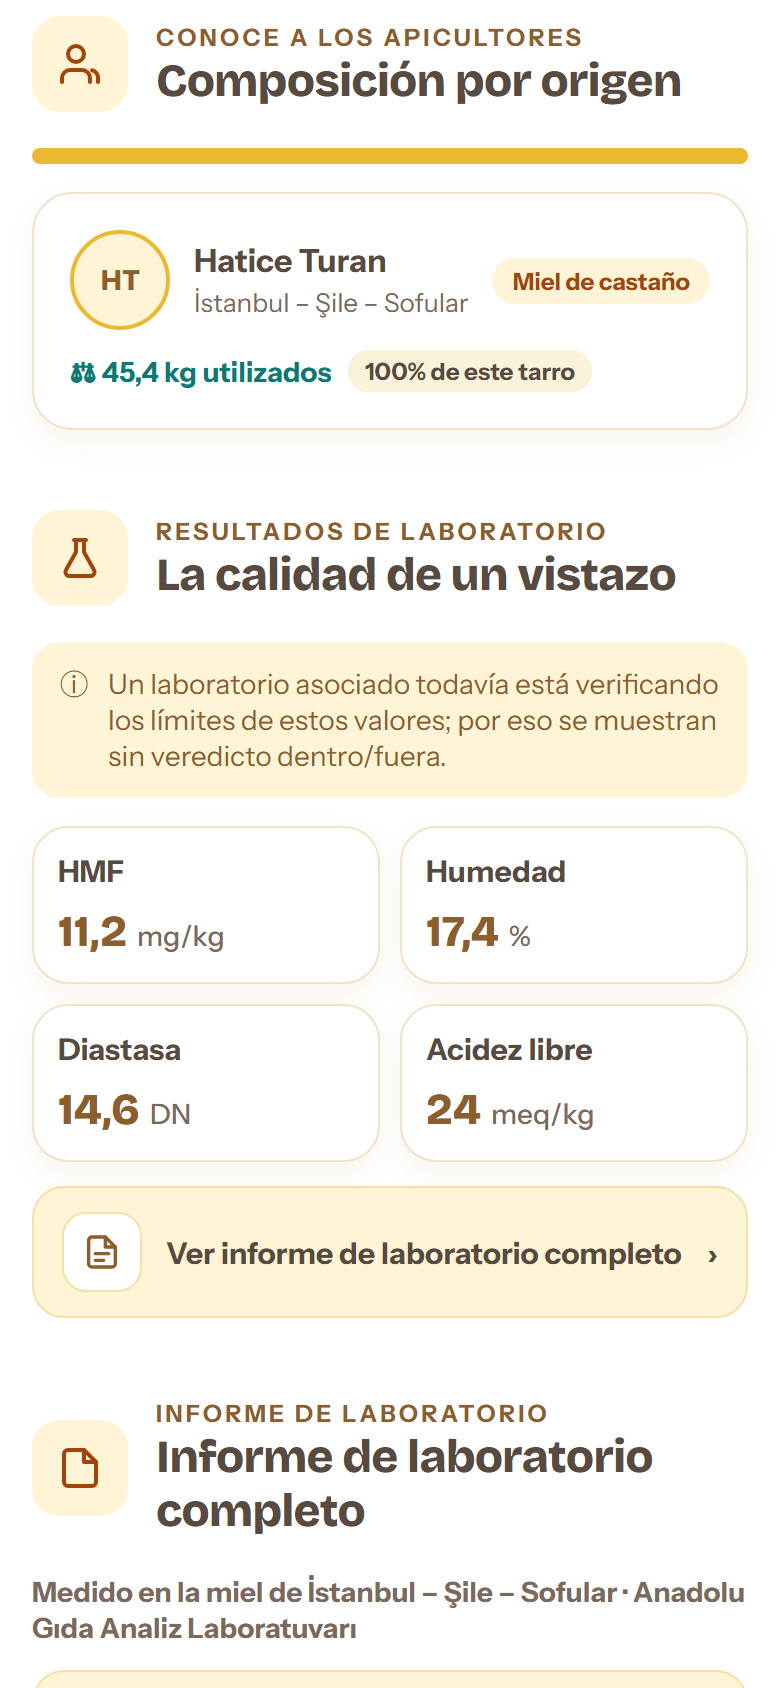 CONOCE A LOS APICULTORES
Composición por origen
HT
Hatice Turan
İstanbul – Şile – Sofular
Miel de castaño
45,4 kg utilizados
100% de este tarro
RESULTADOS DE LABORATORIO
La calidad de un vistazo
Un laboratorio asociado todavía está verificando
los límites de estos valores; por eso se muestran
sin veredicto dentro/fuera.
HMF
11,2 mg/kg
Humedad
17,4 %
Diastasa
14,6 DN
Acidez libre
24 meq/kg
Ver informe de laboratorio completo ›
INFORME DE LABORATORIO
Informe de laboratorio
completo
Medido en la miel de İstanbul – Şile – Sofular · Anadolu
Gıda Analiz Laboratuvarı